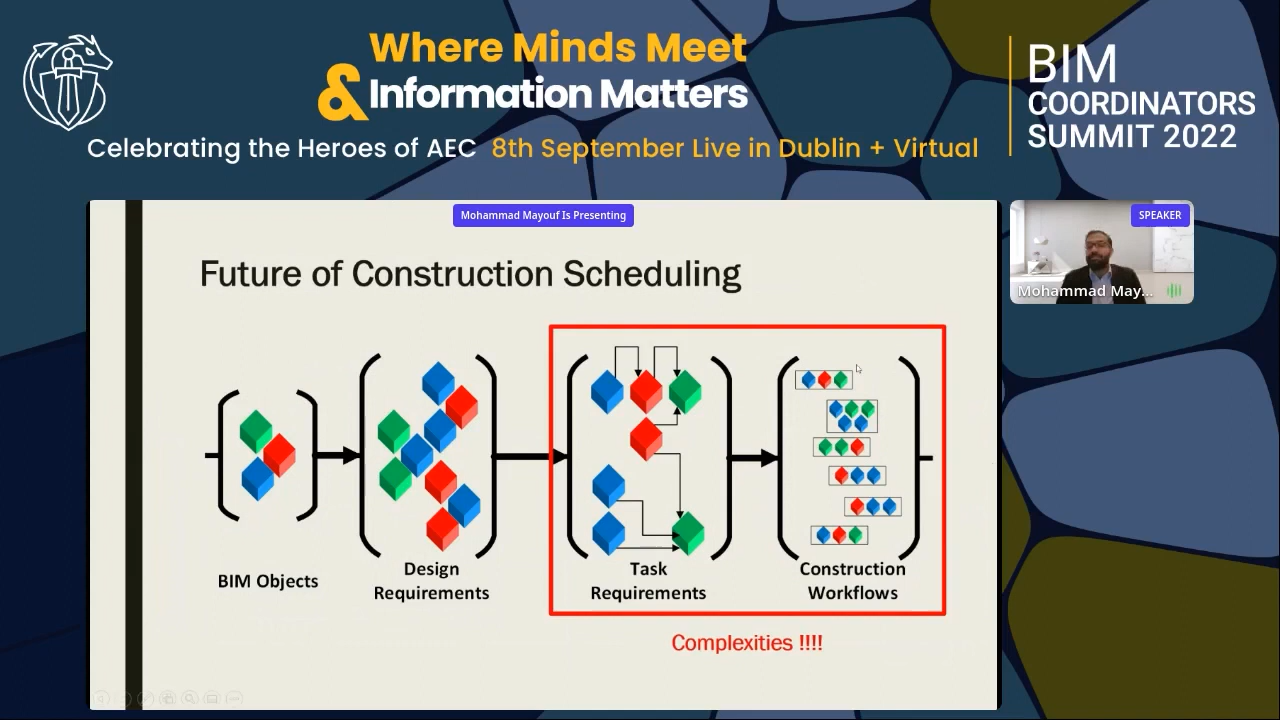 Where Minds Meet
& Information Matters
Celebrating the Heroes of AEC 8th September Live in Dublin + Virtual
BIM
COORDINATORS
SUMMIT 2022
Mohammad Mayouf Is Presenting
SPEAKER
Mohammad May...
Future of Construction Scheduling
BIM Objects
Design
Requirements
Task
Requirements
Construction
Workflows
Complexities !!!!